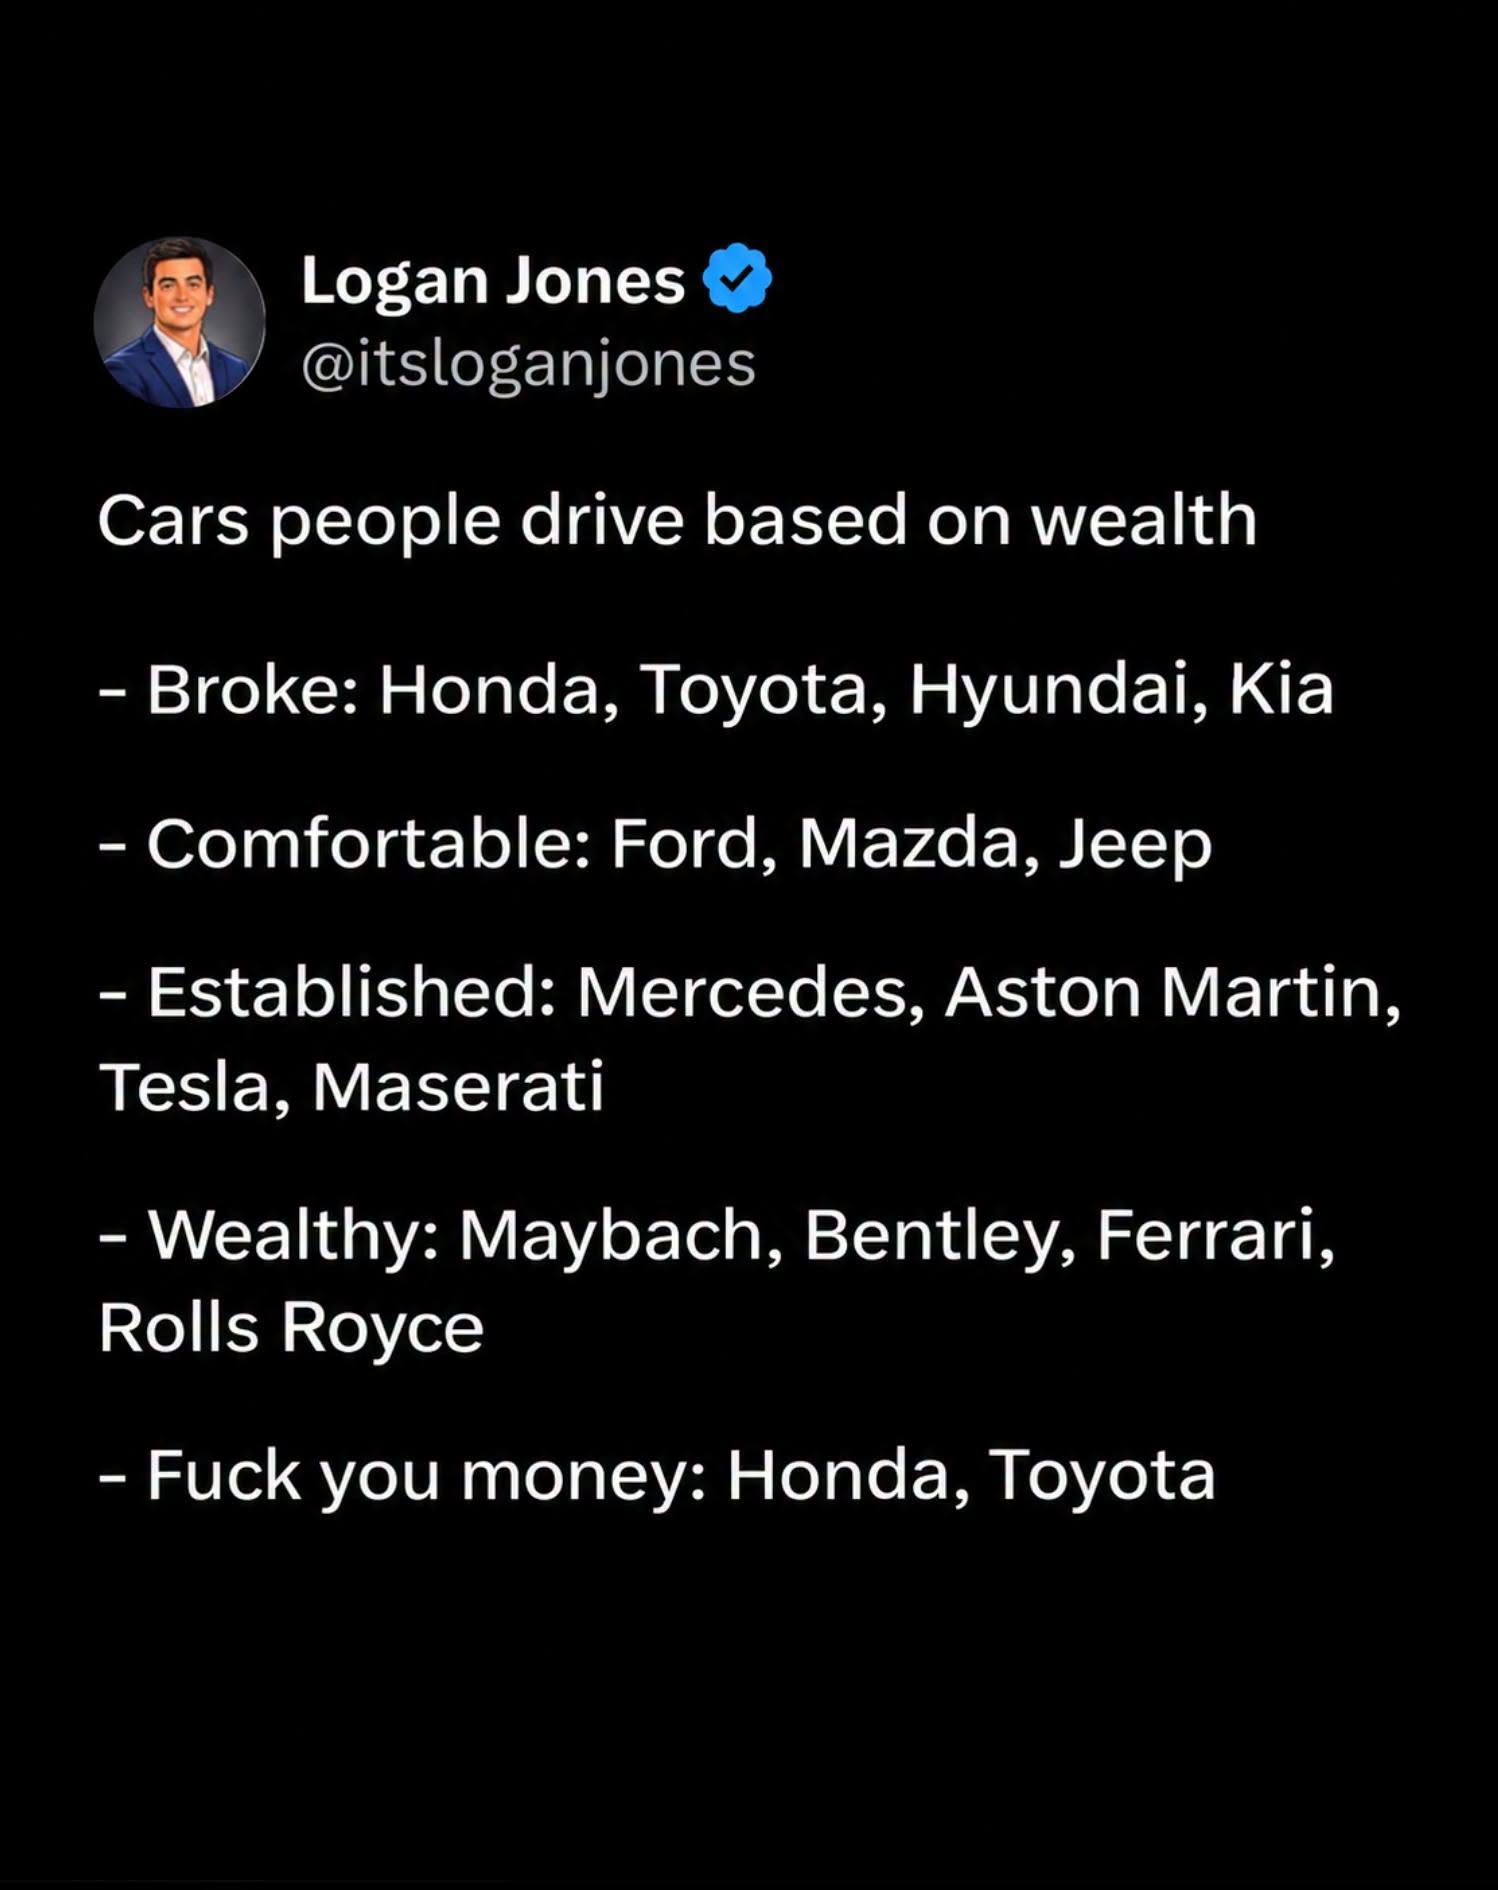 Logan Jones
@itsloganjones
Cars people drive based on wealth
- Broke: Honda, Toyota, Hyundai, Kia
- Comfortable: Ford, Mazda, Jeep
- Established: Mercedes, Aston Martin,
Tesla, Maserati
- Wealthy: Maybach, Bentley, Ferrari,
Rolls Royce
- Fuck you money: Honda, Toyota